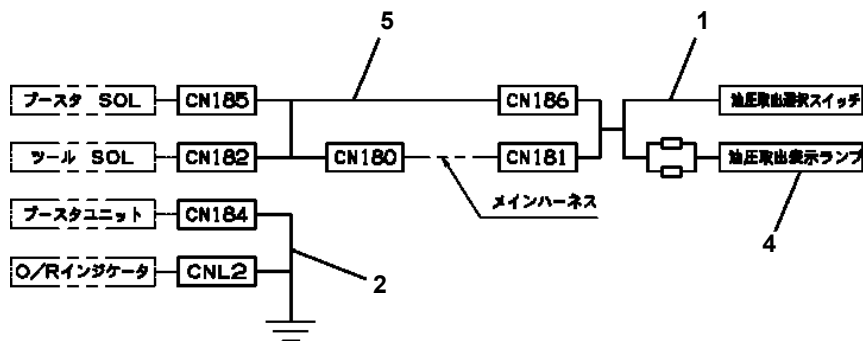 5
1
ブースタ SOL
CN185
CN186
油圧取出選択スイッチ
ツール SOL
CN182
CN180
CN181
油圧取出表示ランプ
メインハーネス
ブースタユニット
CN184
4
O/Rインジケータ
CNL2
2